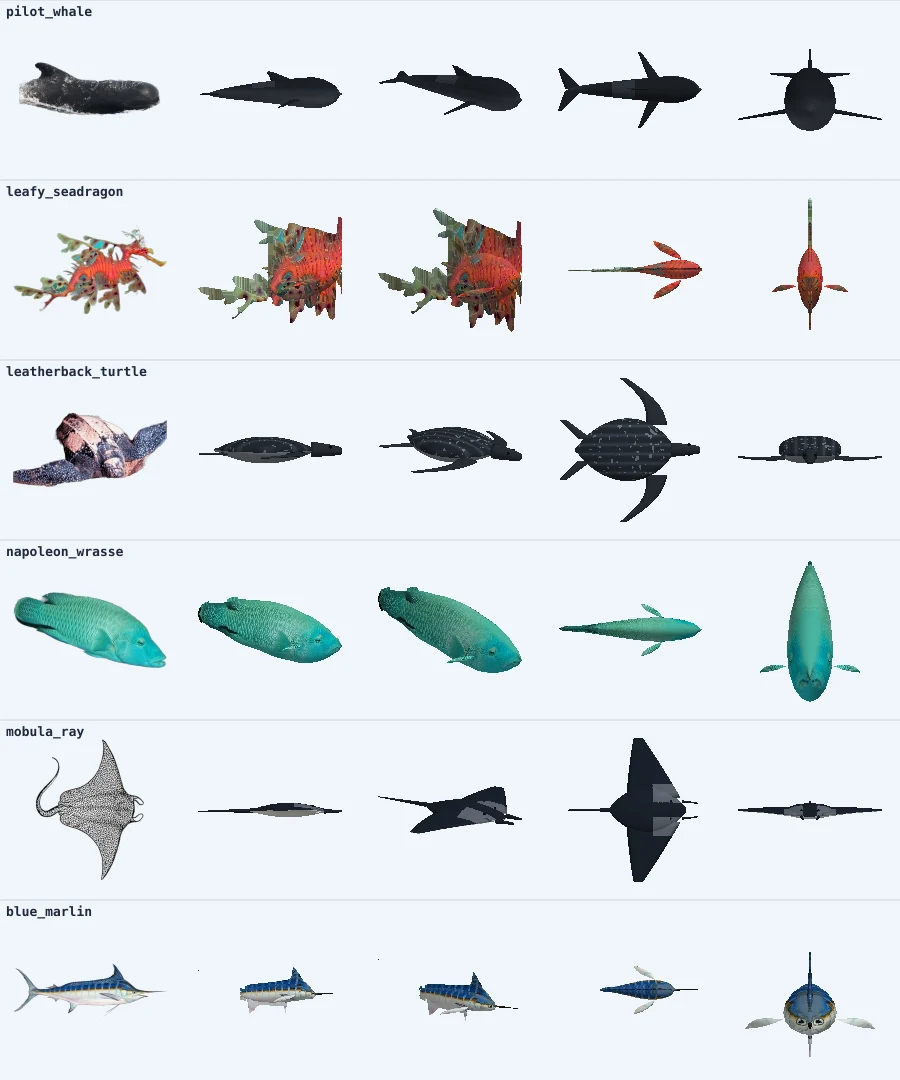 pilot_whale
leafy_seadragon
leatherback_turtle
napoleon_wrasse
mobula_ray
blue_marlin